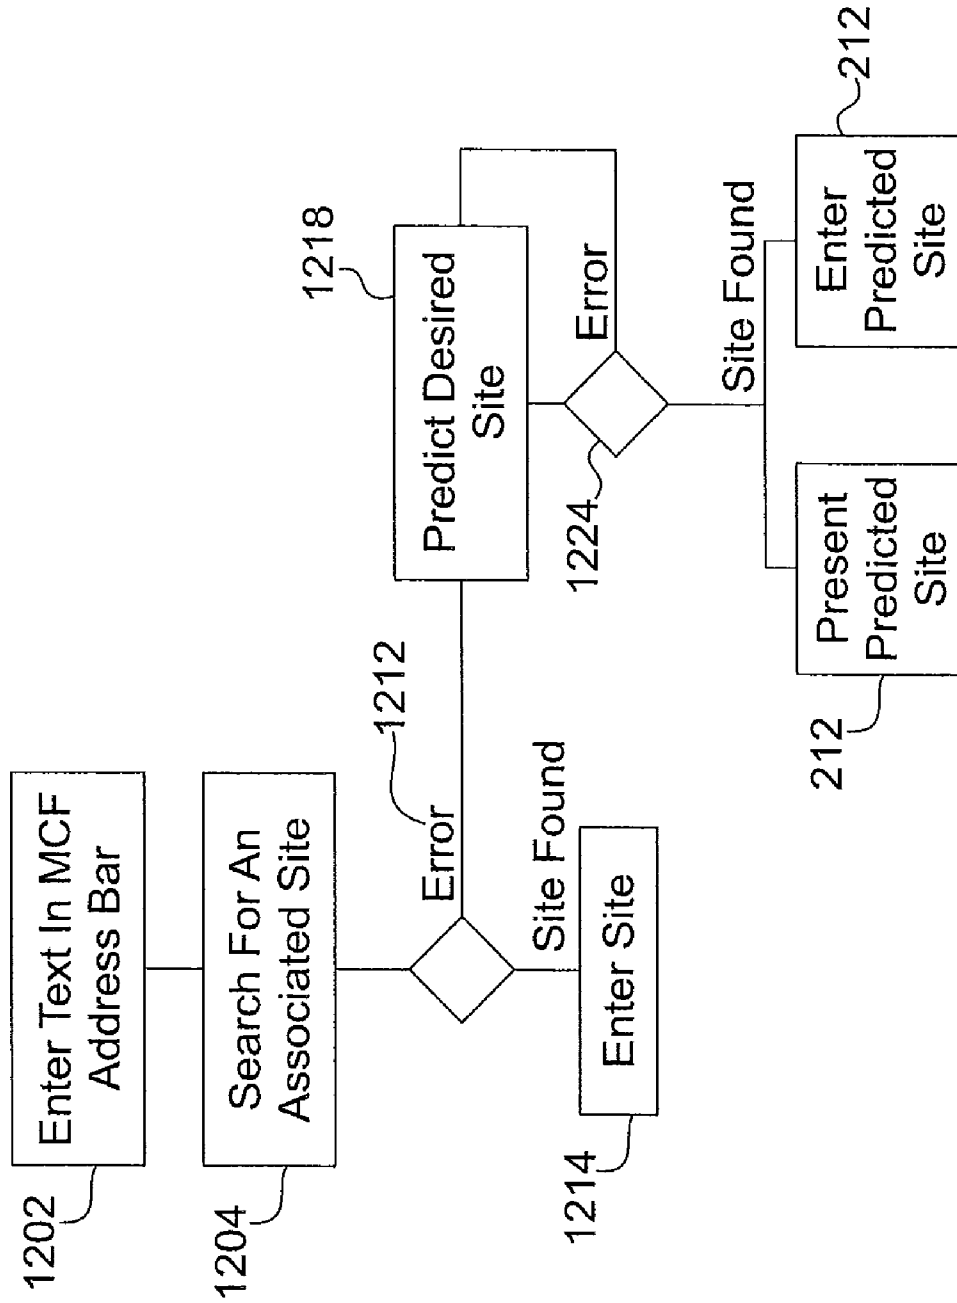 1202
Enter Text In MCF
Address Bar
1204
Search For An
Associated Site
Error
1212
Site Found
1214
Enter Site
1218
Predict Desired
Site
1224
Error
Site Found
212
Present
Predicted
Site
Enter
Predicted
Site
212